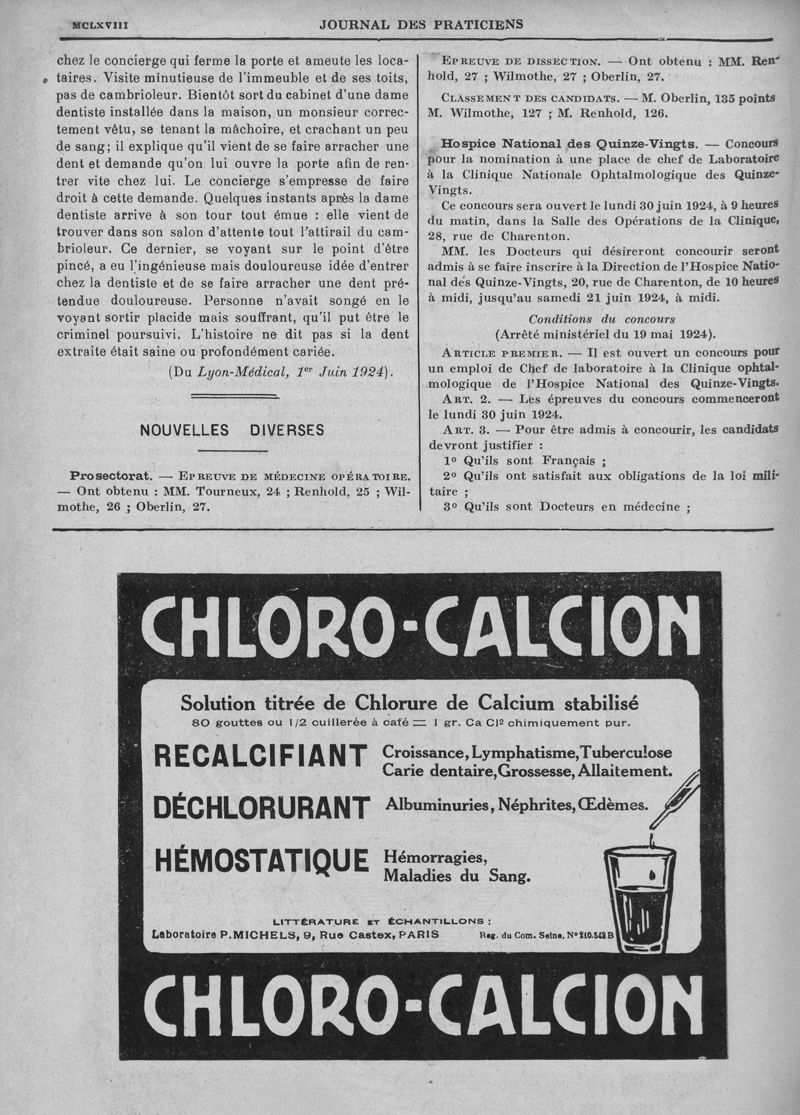 MCLXVIII
JOURNAL DES PRATICIENS
chez le concierge qui ferme la porte et ameute les loca-
taires. Visite minutieuse de l'immeuble et de ses toits,
pas de cambrioleur. Bientôt sort du cabinet d'une dame
dentiste installée dans la maison, un monsieur correc-
tement vêtu, se tenant la mâchoire, et crachant un peu
de sang; il explique qu'il vient de se faire arracher une
dent et demande qu'on lui ouvre la porte afin de ren-
trer vite chez lui. Le concierge s'empresse de faire
droit à cette demande. Quelques instants après la dame
dentiste arrive à son tour tout émue : elle vient de
trouver dans son salon d'attente tout l'attirail du cam-
brioleur. Ce dernier, se voyant sur le point d'être
pincé, a eu l'ingénieuse mais douloureuse idée d'entrer
chez la dentiste et de se faire arracher une dent pré-
tendue douloureuse. Personne n'avait songé en le
voyant sortir placide mais souffrant, qu'il put être le
criminel poursuivi. L'histoire ne dit pas si la dent
extraite était saine ou profondément cariée.
(Du Lyon-Médical, 1er Juin 1924).
NOUVELLES DIVERSES
Prosectorat. — EPREUVE DE MÉDECINE OPÉRATOIRE.
— Ont obtenu : MM. Tourneux, 24 ; Renhold, 25 ; Wil-
mothe, 26 ; Oberlin, 27.
EPREUVE DE DISSECTION. — Ont obtenu : MM. Ren-
hold, 27 ; Wilmothe, 27 ; Oberlin, 27.
CLASSEMENT DES CANDIDATS. — M. Oberlin, 135 points
M. Wilmothe, 127 ; M. Renhold, 126.
Hospice National des Quinze-Vingts. — Concours
pour la nomination à une place de chef de Laboratoire
à la Clinique Nationale Ophtalmologique des Quinze-
Vingts.
Ce concours sera ouvert le lundi 30 juin 1924, à 9 heures
du matin, dans la Salle des Opérations de la Clinique,
28, rue de Charenton.
MM. les Docteurs qui désireront concourir seront
admis à se faire inscrire à la Direction de l'Hospice Natio-
nal des Quinze-Vingts, 20, rue de Charenton, de 10 heures
à midi, jusqu'au samedi 21 juin 1924, à midi.
Conditions du concours
(Arrêté ministériel du 19 mai 1924).
ARTICLE PREMIER. — Il est ouvert un concours pour
un emploi de Chef de laboratoire à la Clinique ophtal-
mologique de l'Hospice National des Quinze-Vingts.
ART. 2. — Les épreuves du concours commenceront
le lundi 30 juin 1924.
ART. 3. — Pour être admis à concourir, les candidats
devront justifier :
1º Qu'ils sont Français ;
2º Qu'ils ont satisfait aux obligations de la loi mili-
taire ;
3º Qu'ils sont Docteurs en médecine ;
CHLORO-CALCION
Solution titrée de Chlorure de Calcium stabilisé
80 gouttes ou 1/2 cuillerée à café = 1 gr. Ca Cl² chimiquement pur.
RECALCIFIANT
Croissance, Lymphatisme, Tuberculose
Carie dentaire, Grossesse, Allaitement.
DÉCHLORURANT
Albuminuries, Néphrites, Œdèmes.
HÉMOSTATIQUE
Hémorragies,
Maladies du Sang.
LITTÉRATURE ET ÉCHANTILLONS :
Laboratoire P. MICHELS, 9, Rue Castex, PARIS
Reg. du Com. Seine, Nº 210.542 B
CHLORO-CALCION